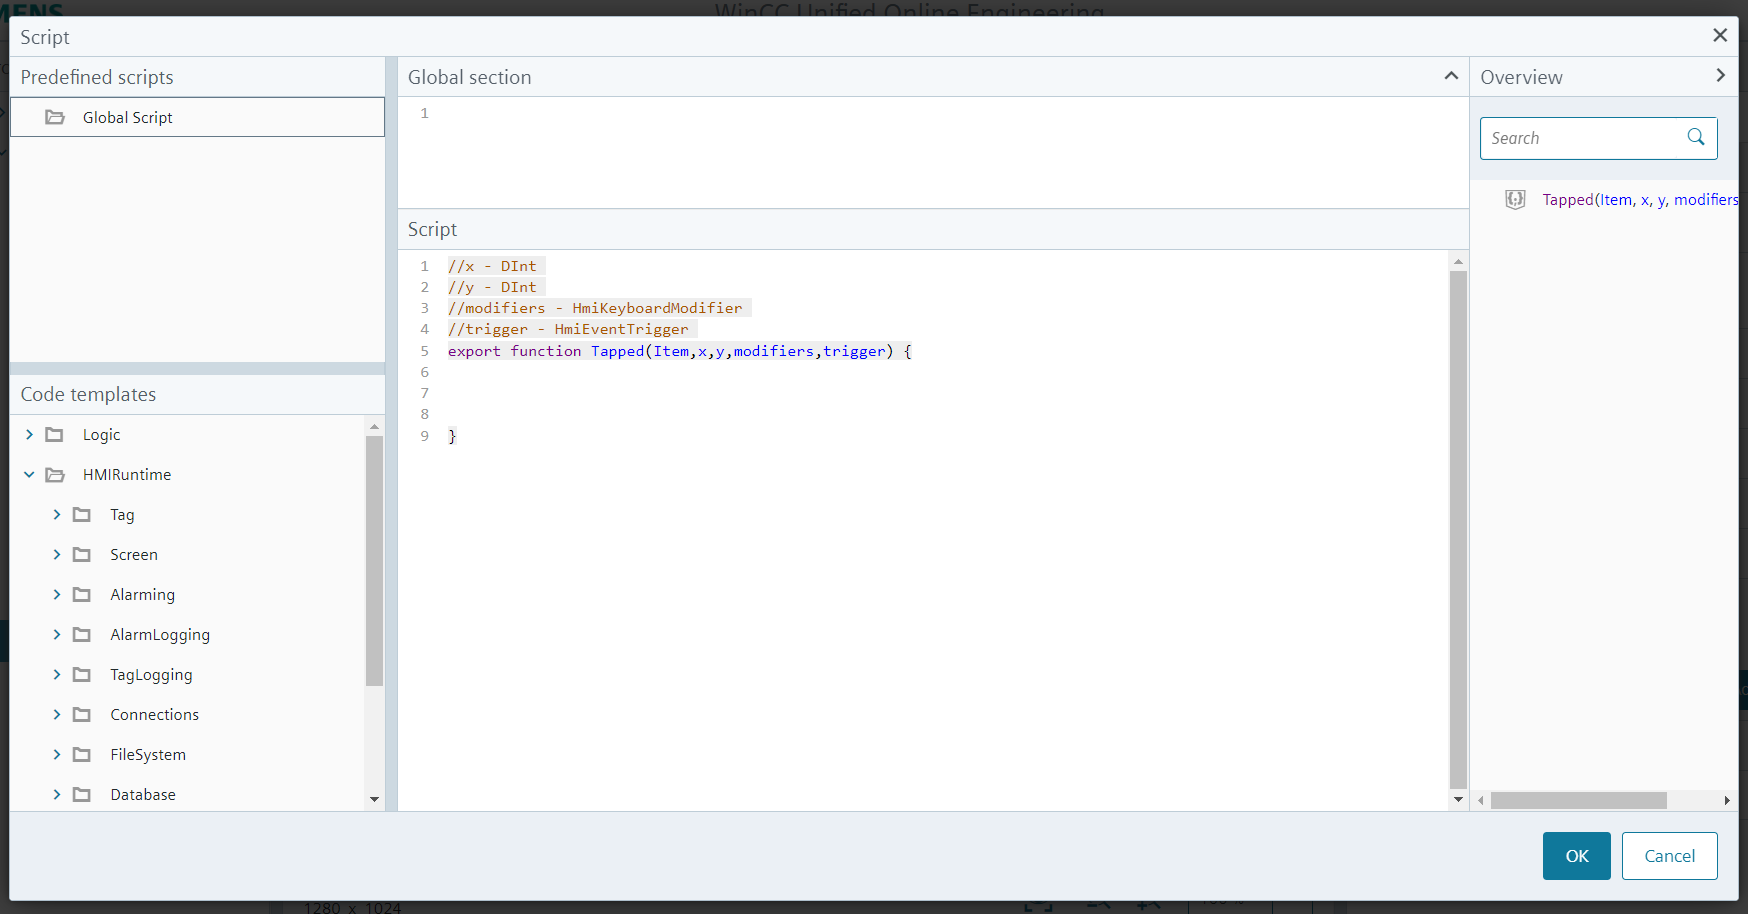 WinCC Unified Online Engineering
Script
Predefined scripts
Global Script
Code templates
Logic
HMIRuntime
Tag
Screen
Alarming
AlarmLogging
TagLogging
Connections
FileSystem
Database
Global section
1
Script
1 //x - DInt
2 //y - DInt
3 //modifiers - HmiKeyboardModifier
4 //trigger - HmiEventTrigger
5 export function Tapped(Item,x,y,modifiers,trigger) {
6
7
8
9 }
Overview
Search
Tapped(Item, x, y, modifiers
OK
Cancel
1280 x 1024